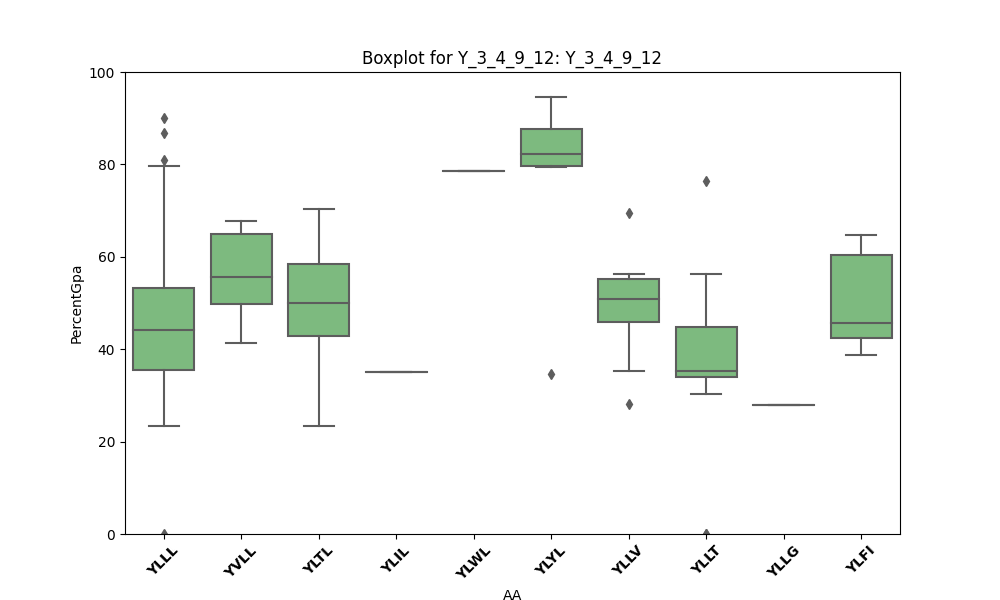 Boxplot for Y_3_4_9_12: Y_3_4_9_12
100
80
60
40
20
0
PercentGpa
YLLL
YVLL
YLTL
YLIL
YLWL
YLYL
YLLV
YLLT
YLLG
YLFI
AA